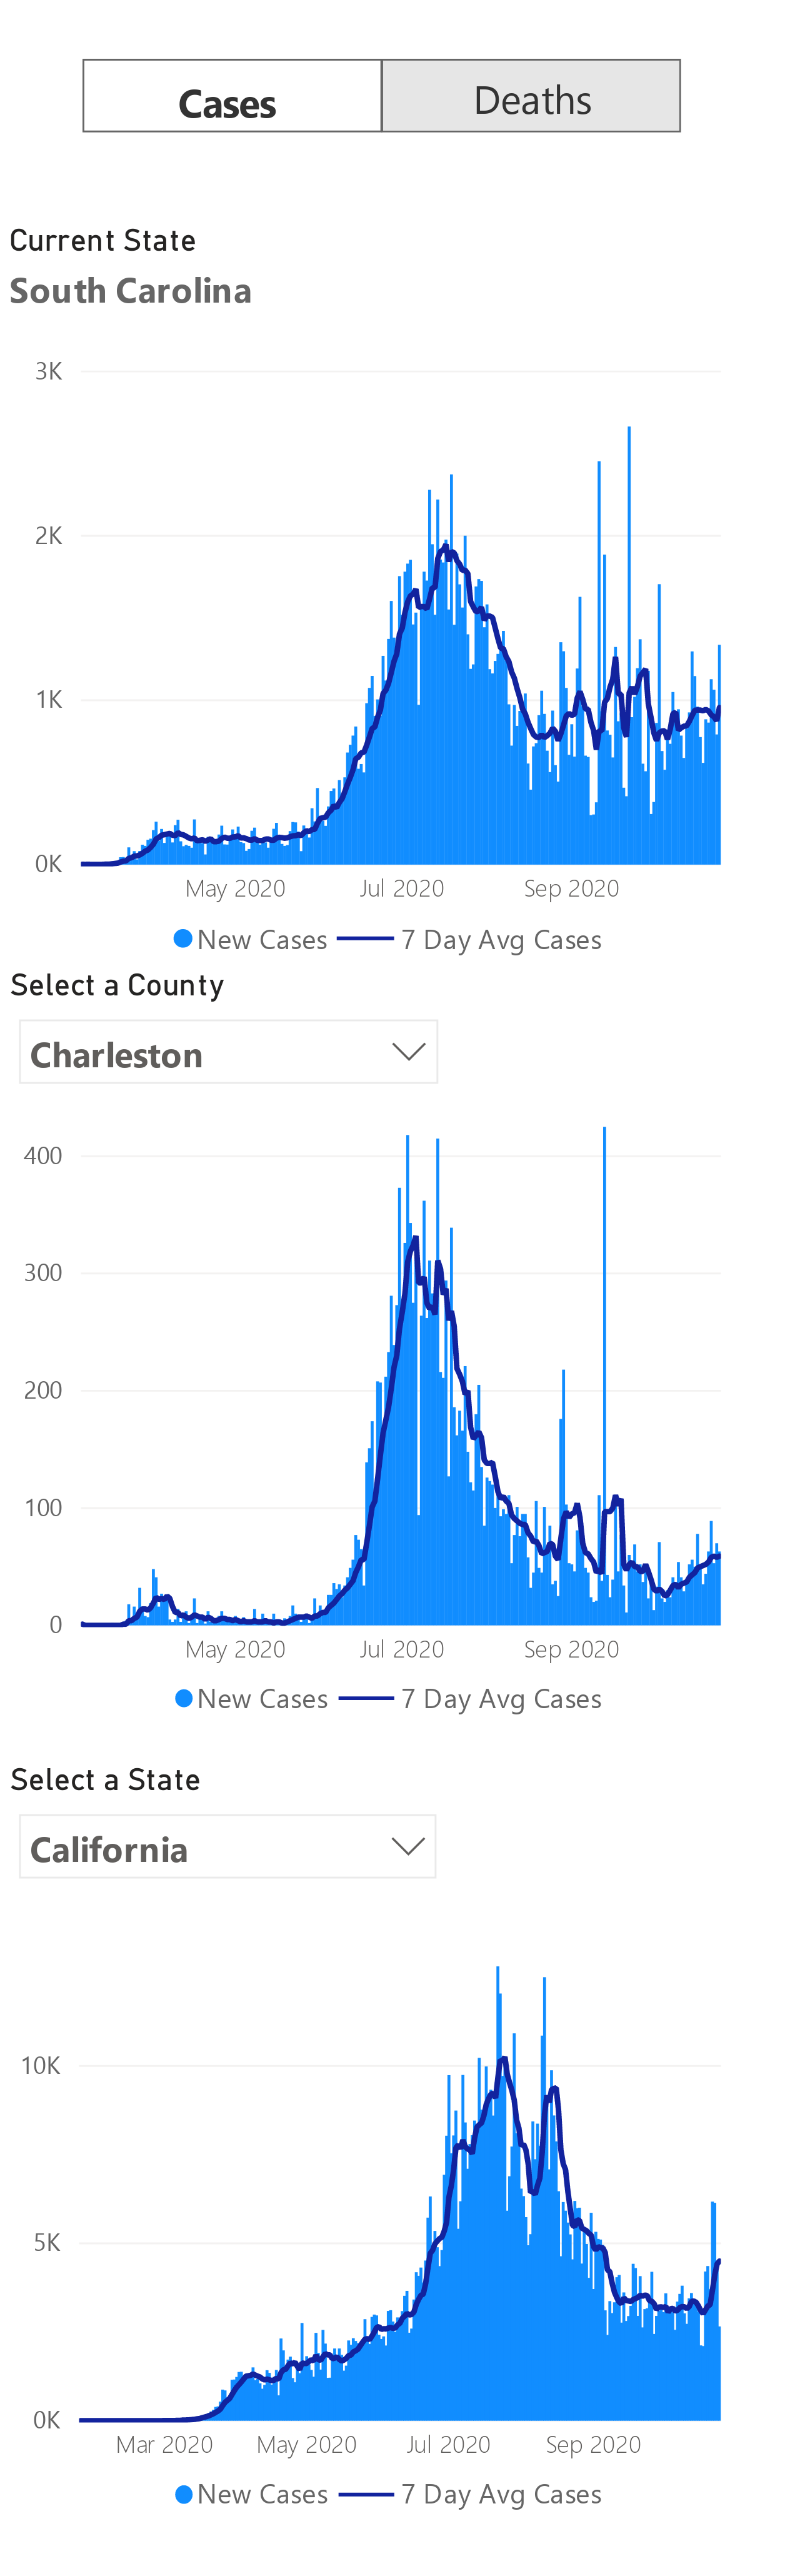 Cases Deaths
Current State
South Carolina
3K
2K
1K
0K
May 2020 Jul 2020 Sep 2020
New Cases 7 Day Avg Cases
Select a County
Charleston
400
300
200
100
0
May 2020 Jul 2020 Sep 2020
New Cases 7 Day Avg Cases
Select a State
California
10K
5K
0K
Mar 2020 May 2020 Jul 2020 Sep 2020
New Cases 7 Day Avg Cases